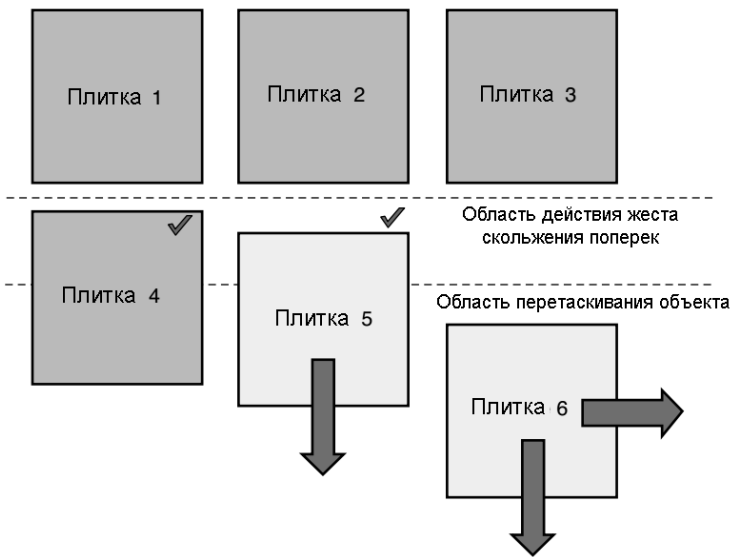 Плитка 1
Плитка 2
Плитка 3
Область действия жеста
скольжения поперек
Плитка 4
Плитка 5
Область перетаскивания объекта
Плитка 6